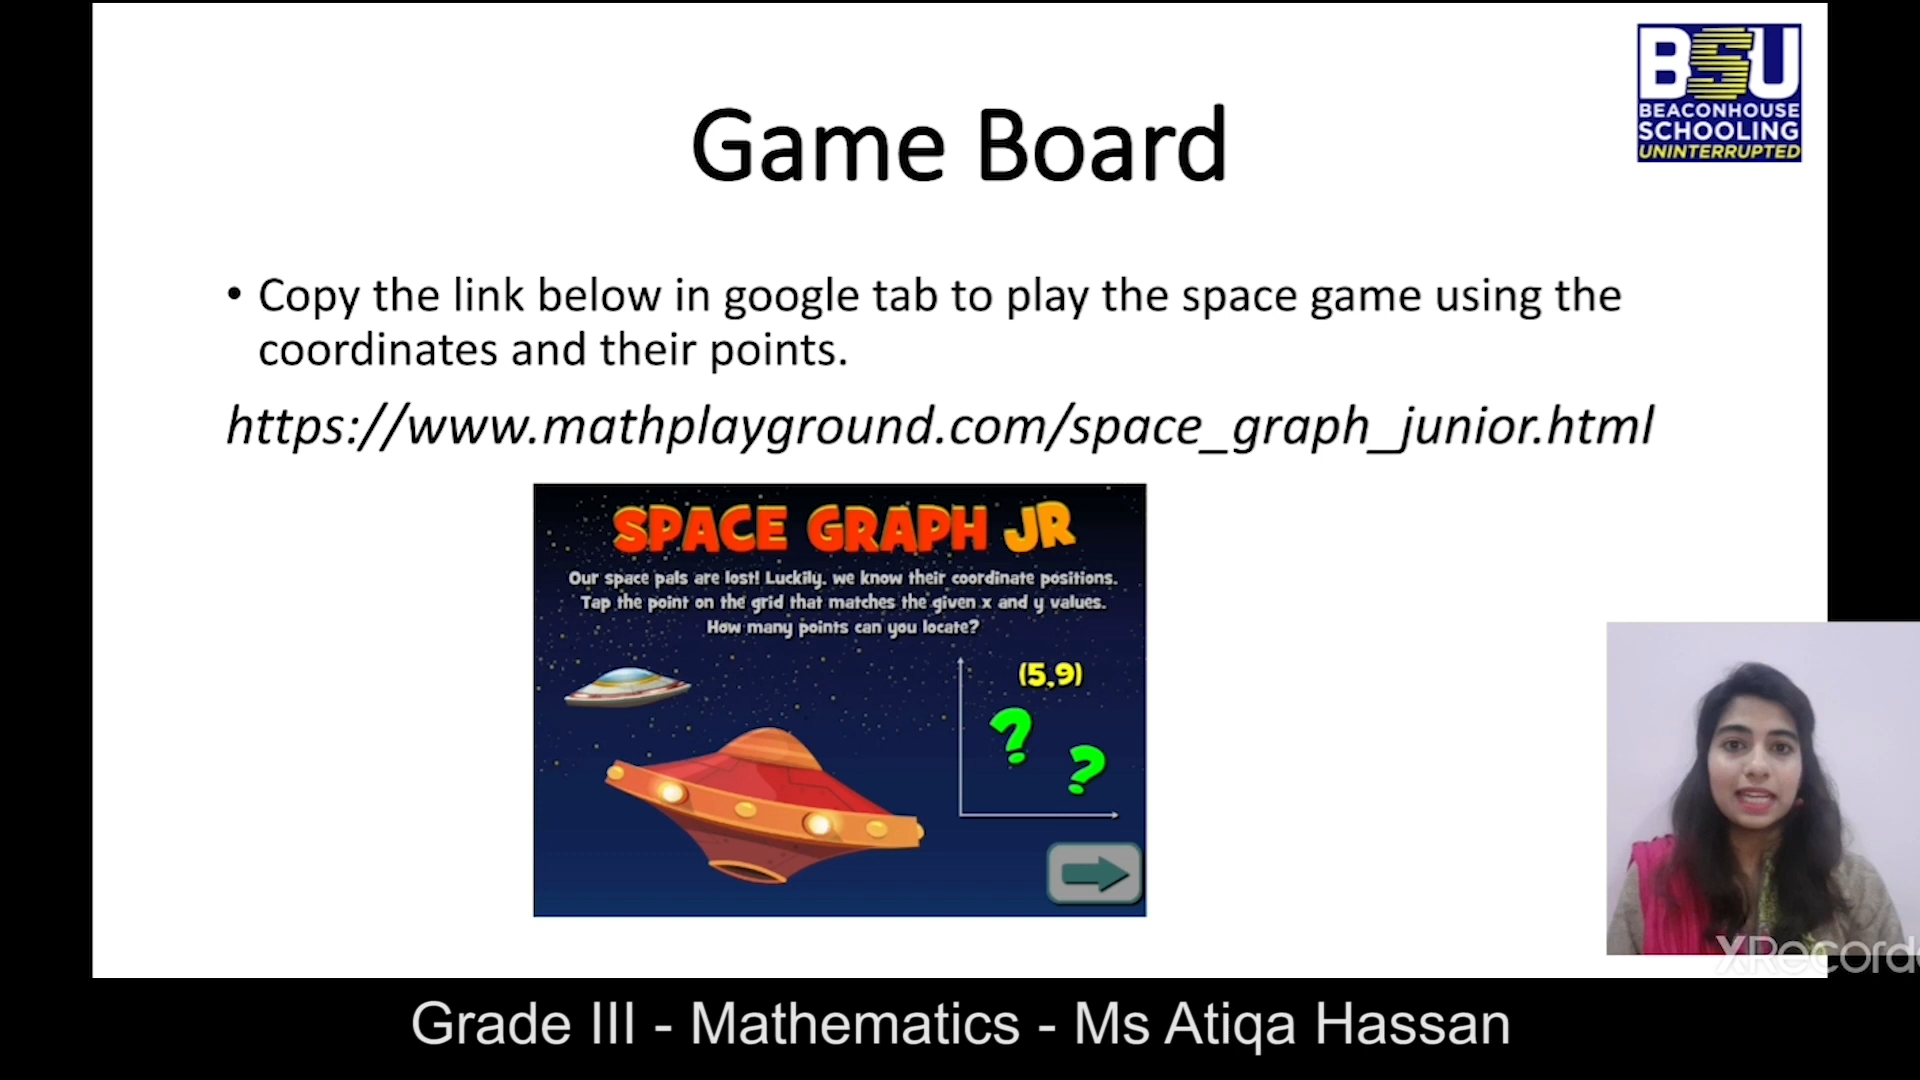 Game Board
BSU
BEACONHOUSE
SCHOOLING
UNINTERRUPTED
• Copy the link below in google tab to play the space game using the
coordinates and their points.
https://www.mathplayground.com/space_graph_junior.html
SPACE GRAPH JR
Our space pals are lost! Luckily, we know their coordinate positions.
Tap the point on the grid that matches the given x and y values.
How many points can you locate?
(5,9)
?
?
XRecorde
Grade III - Mathematics - Ms Atiqa Hassan